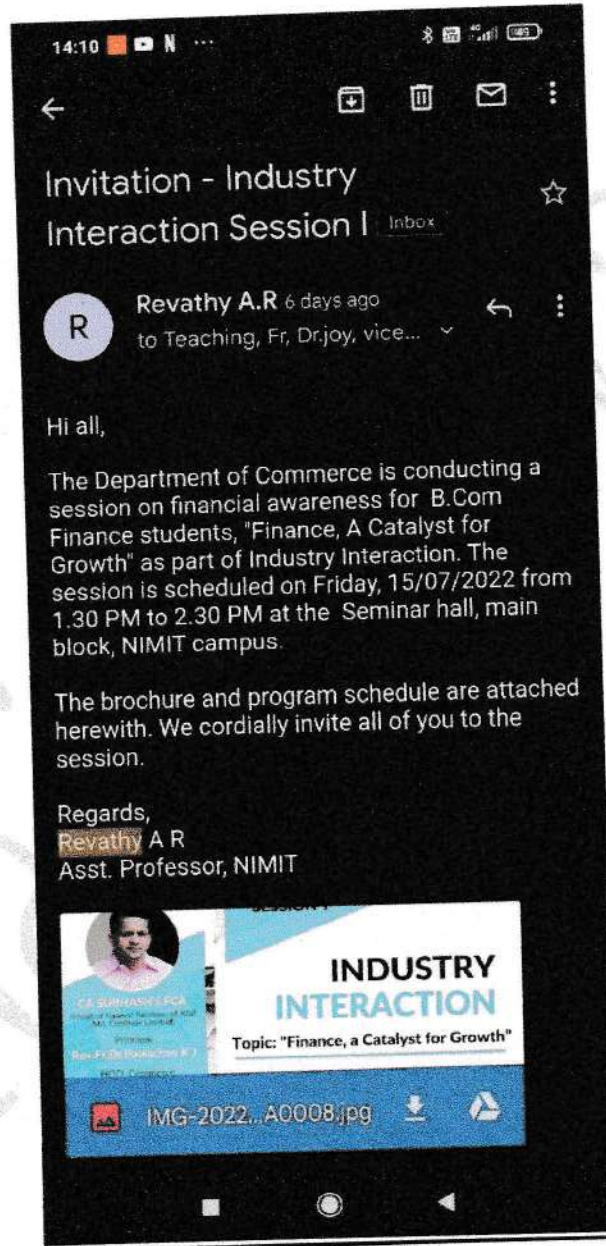 14:10 N ...
Invitation - Industry
Interaction Session I Inbox
R
Revathy A.R 6 days ago
to Teaching, Fr, Dr.joy, vice...
Hi all,
The Department of Commerce is conducting a
session on financial awareness for B.Com
Finance students, "Finance, A Catalyst for
Growth" as part of Industry Interaction. The
session is scheduled on Friday, 15/07/2022 from
1.30 PM to 2.30 PM at the Seminar hall, main
block, NIMIT campus.
The brochure and program schedule are attached
herewith. We cordially invite all of you to the
session.
Regards,
Revathy A R
Asst. Professor, NIMIT
INDUSTRY
INTERACTION
Topic: "Finance, a Catalyst for Growth"
HOD, Commerce
IMG-2022...A0008.jpg